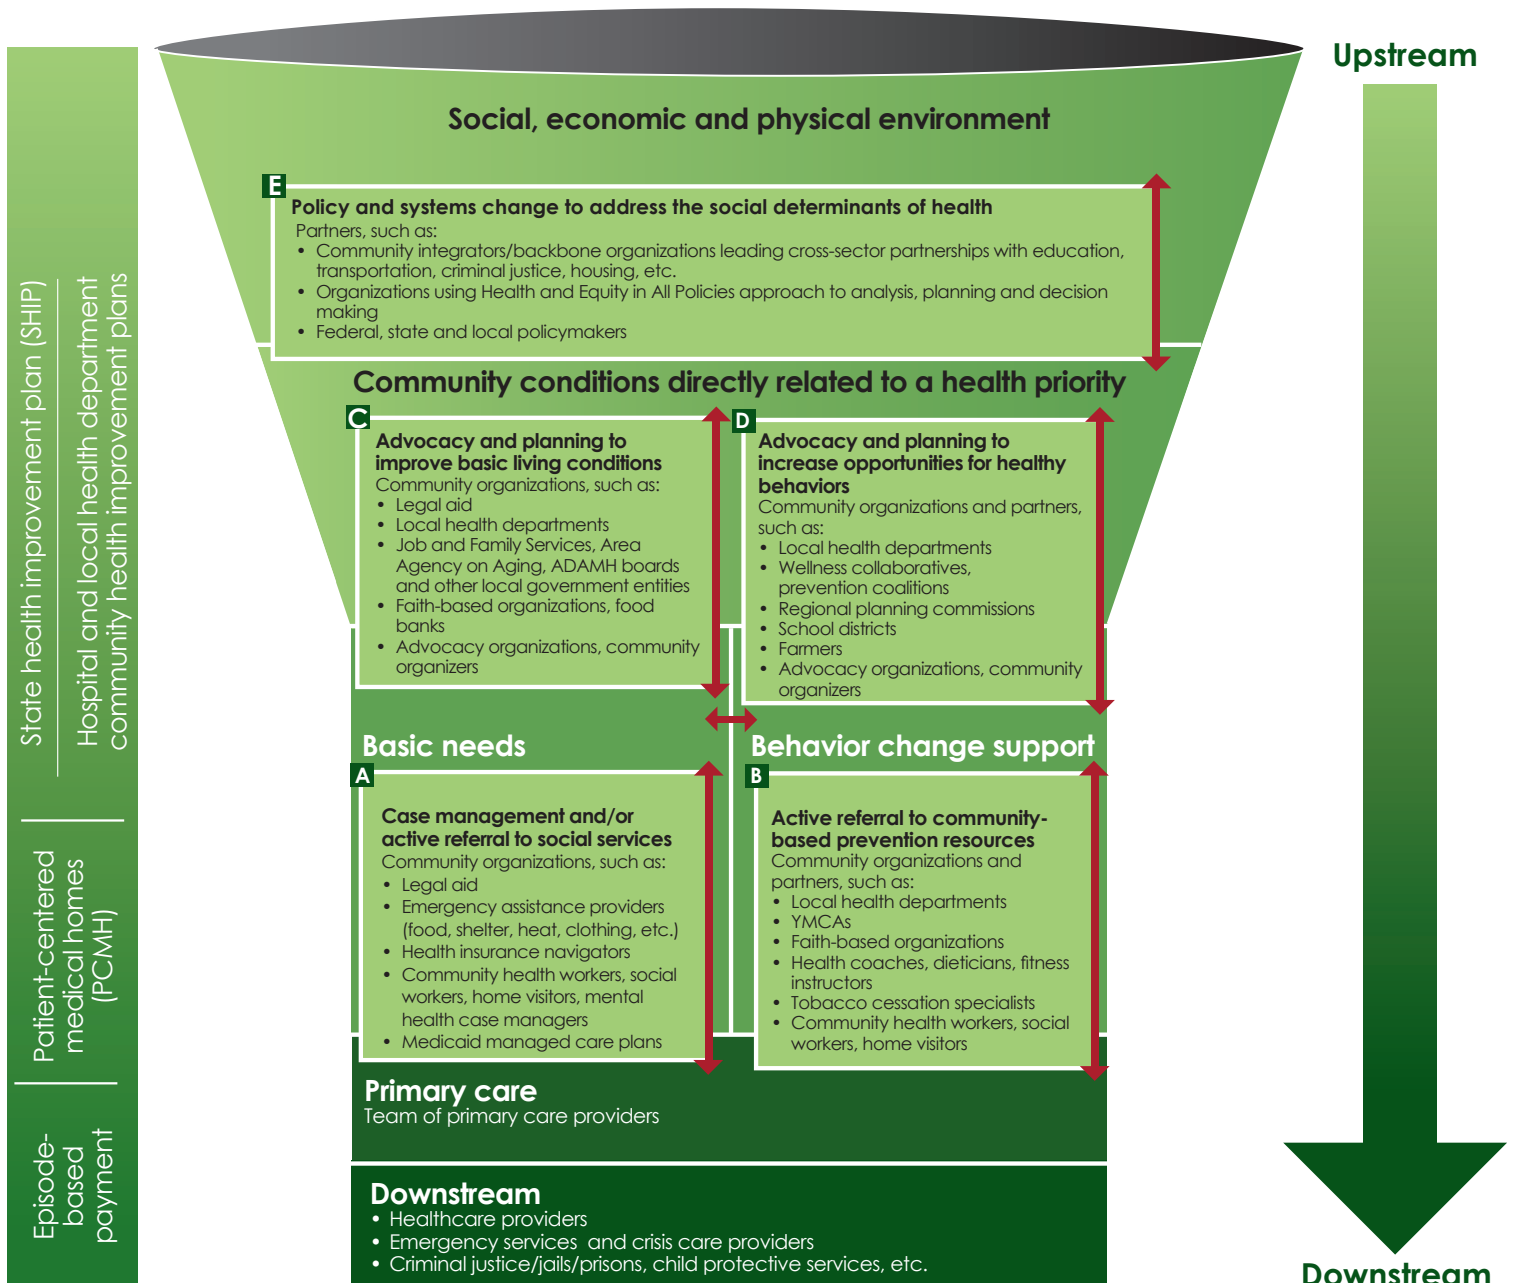 Upstream
Social, economic and physical environment
E
Policy and systems change to address the social determinants of health
Partners, such as:
• Community integrators/backbone organizations leading cross-sector partnerships with education,
transportation, criminal justice, housing, etc.
• Organizations using Health and Equity in All Policies approach to analysis, planning and decision
making
• Federal, state and local policymakers
Community conditions directly related to a health priority
C
Advocacy and planning to
improve basic living conditions
Community organizations, such as:
• Legal aid
• Local health departments
• Job and Family Services, Area
Agency on Aging, ADAMH boards
and other local government entities
• Faith-based organizations, food
banks
• Advocacy organizations, community
organizers
D
Advocacy and planning to
increase opportunities for healthy
behaviors
Community organizations and partners,
such as:
• Local health departments
• Wellness collaboratives,
prevention coalitions
• Regional planning commissions
• School districts
• Farmers
• Advocacy organizations, community
organizers
Basic needs
A
Case management and/or
active referral to social services
Community organizations, such as:
• Legal aid
• Emergency assistance providers
(food, shelter, heat, clothing, etc.)
• Health insurance navigators
• Community health workers, social
workers, home visitors, mental
health case managers
• Medicaid managed care plans
Behavior change support
B
Active referral to community-
based prevention resources
Community organizations and
partners, such as:
• Local health departments
• YMCAs
• Faith-based organizations
• Health coaches, dieticians, fitness
instructors
• Tobacco cessation specialists
• Community health workers, social
workers, home visitors
Primary care
Team of primary care providers
Downstream
• Healthcare providers
• Emergency services and crisis care providers
• Criminal justice/jails/prisons, child protective services, etc.
State health improvement plan (SHIP)
Hospital and local health department
community health improvement plans
Patient-centered
medical homes
(PCMH)
Episode-
based
payment
Downstream